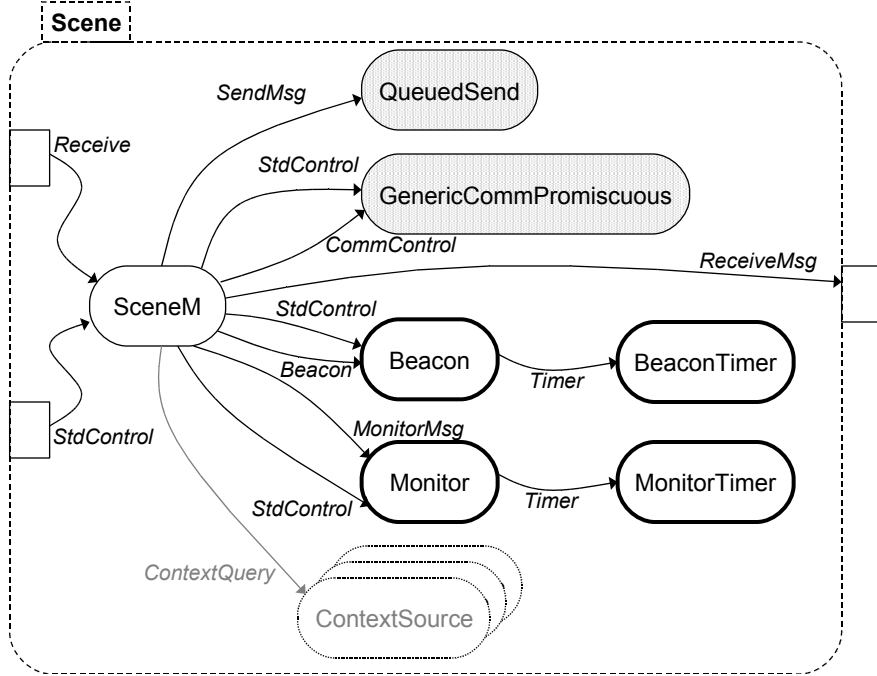 Scene
SendMsg
QueuedSend
Receive
StdControl
GenericCommPromiscuous
CommControl
ReceiveMsg
SceneM
StdControl
Beacon
Beacon
Timer
BeaconTimer
StdControl
MonitorMsg
Monitor
StdControl
Timer
MonitorTimer
ContextQuery
ContextSource